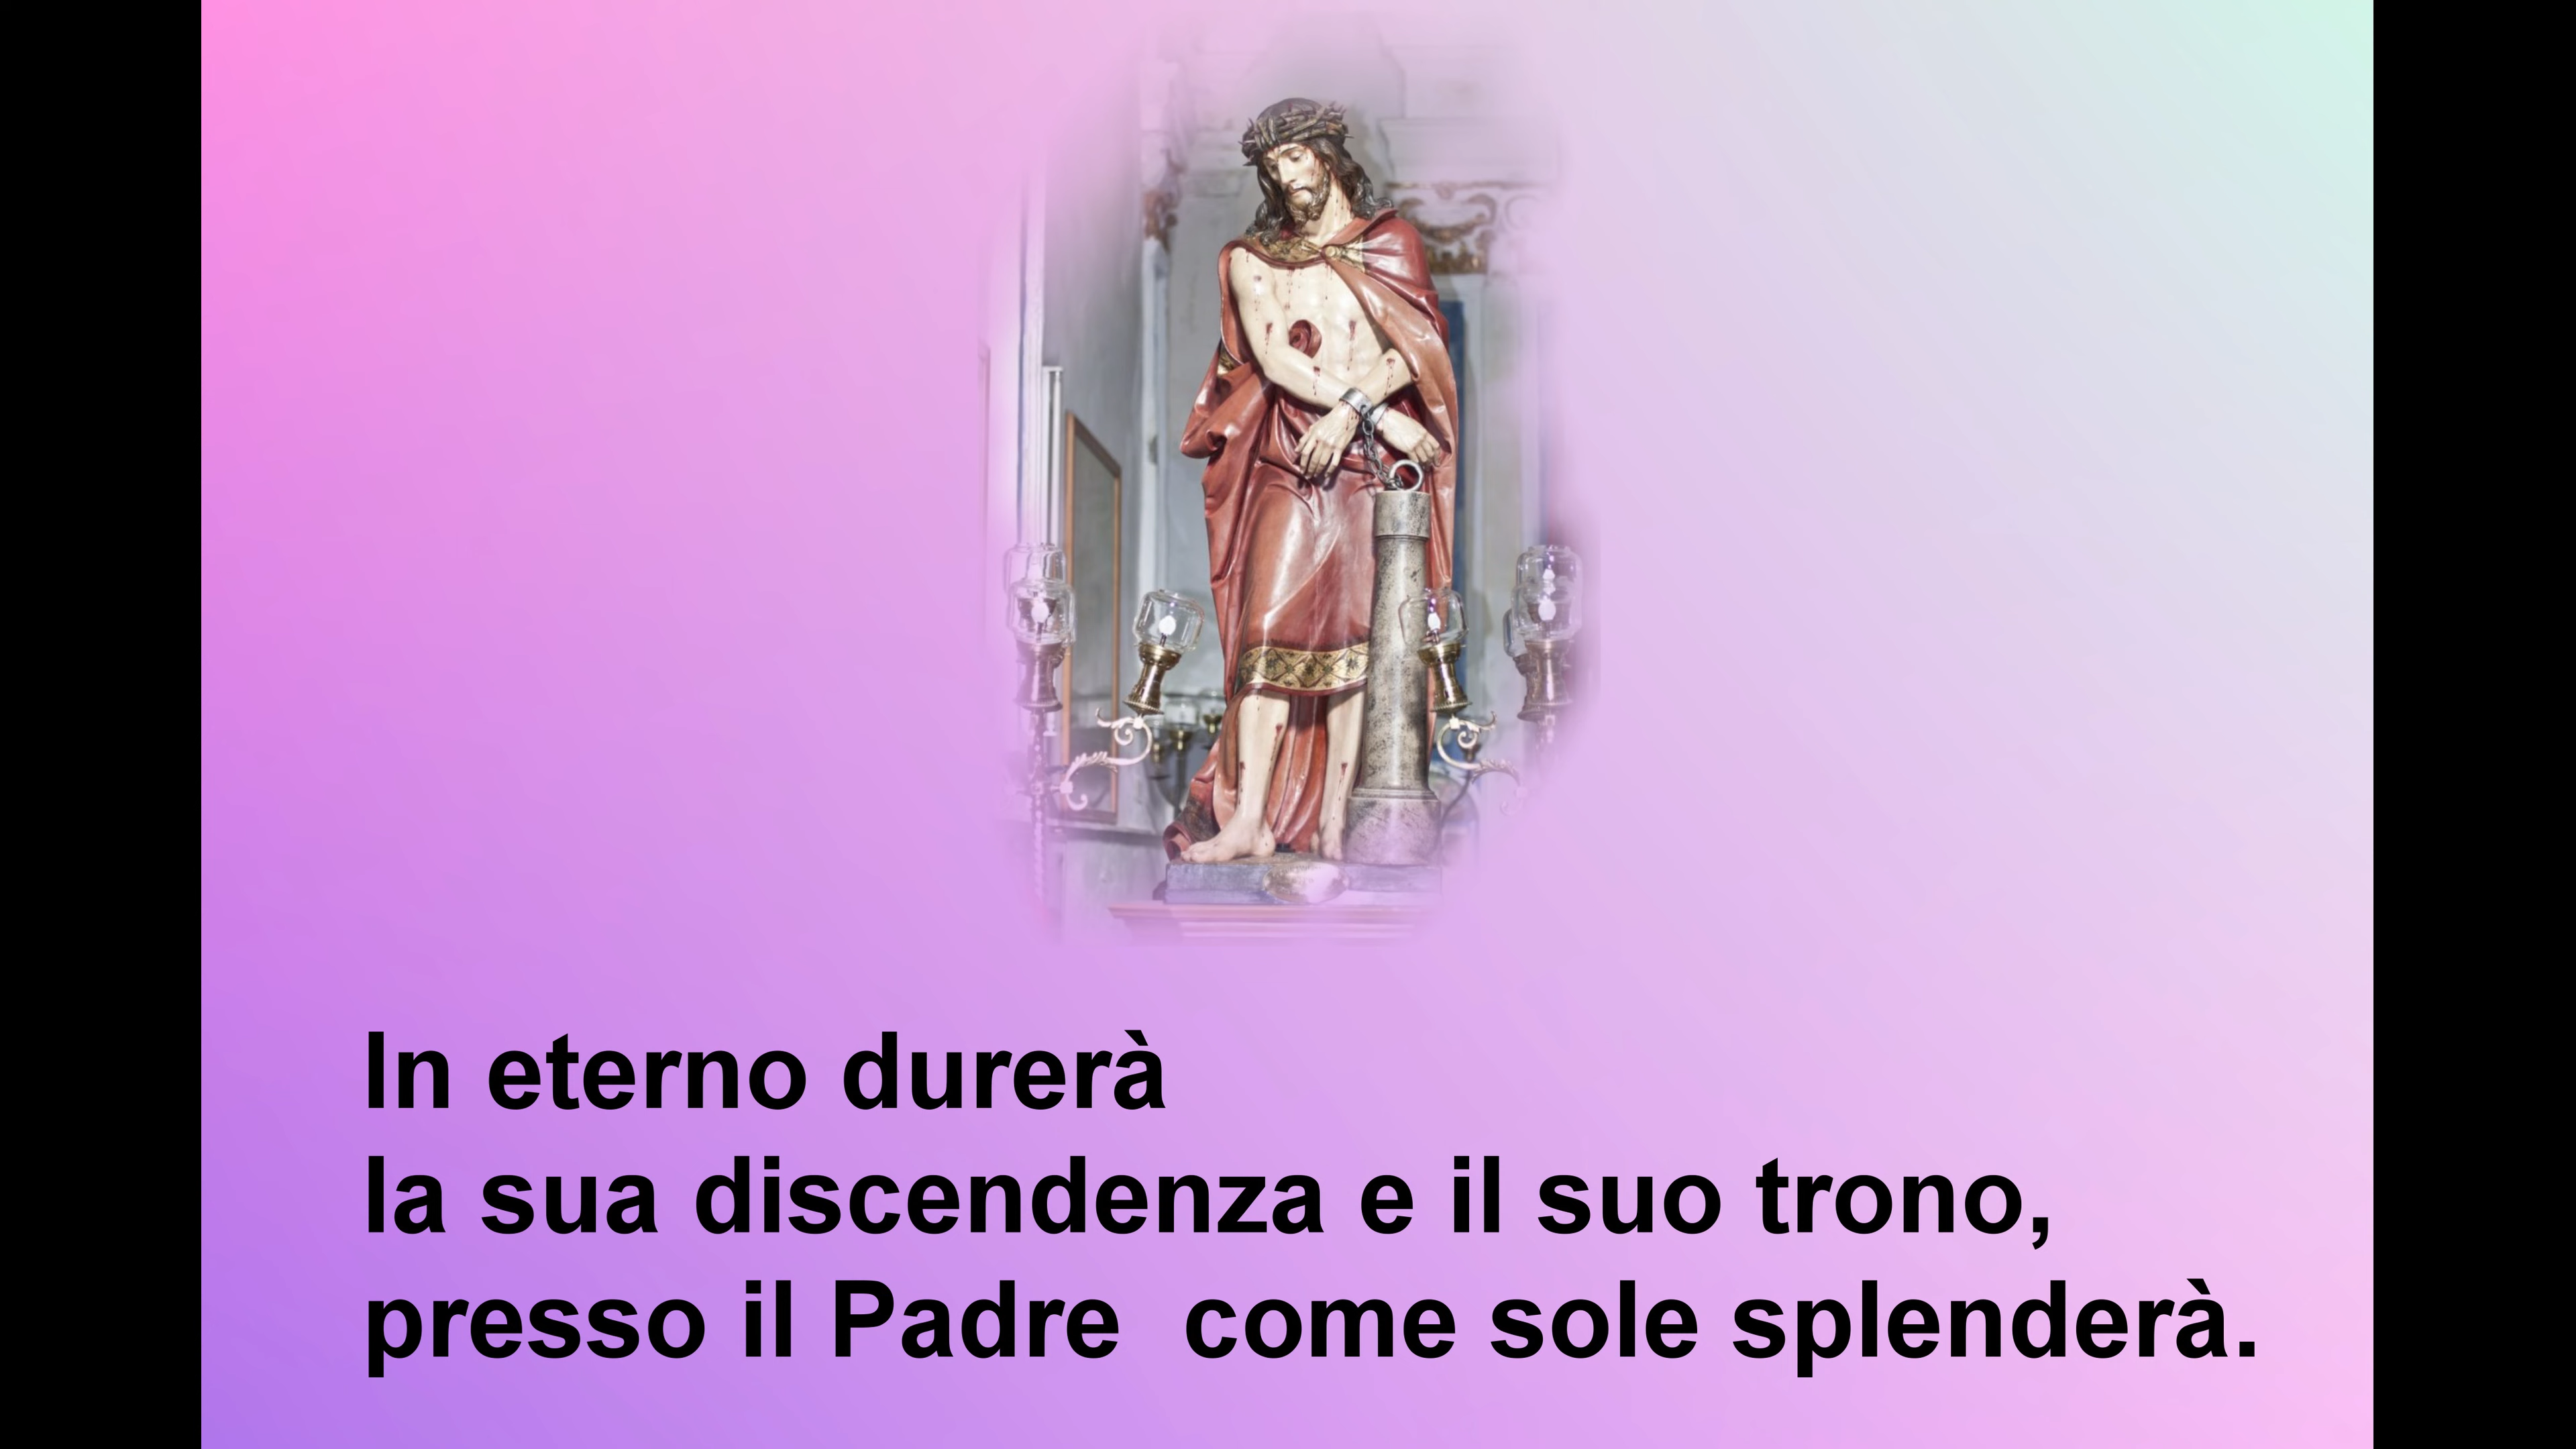 In eterno durerà
la sua discendenza e il suo trono,
presso il Padre  come sole splenderà.